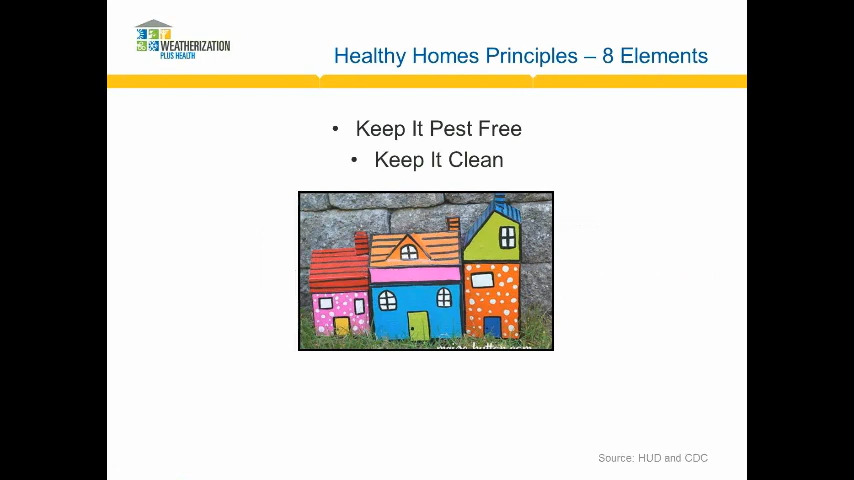 WEATHERIZATION
PLUS HEALTH
Healthy Homes Principles – 8 Elements
• Keep It Pest Free
• Keep It Clean
Source: HUD and CDC